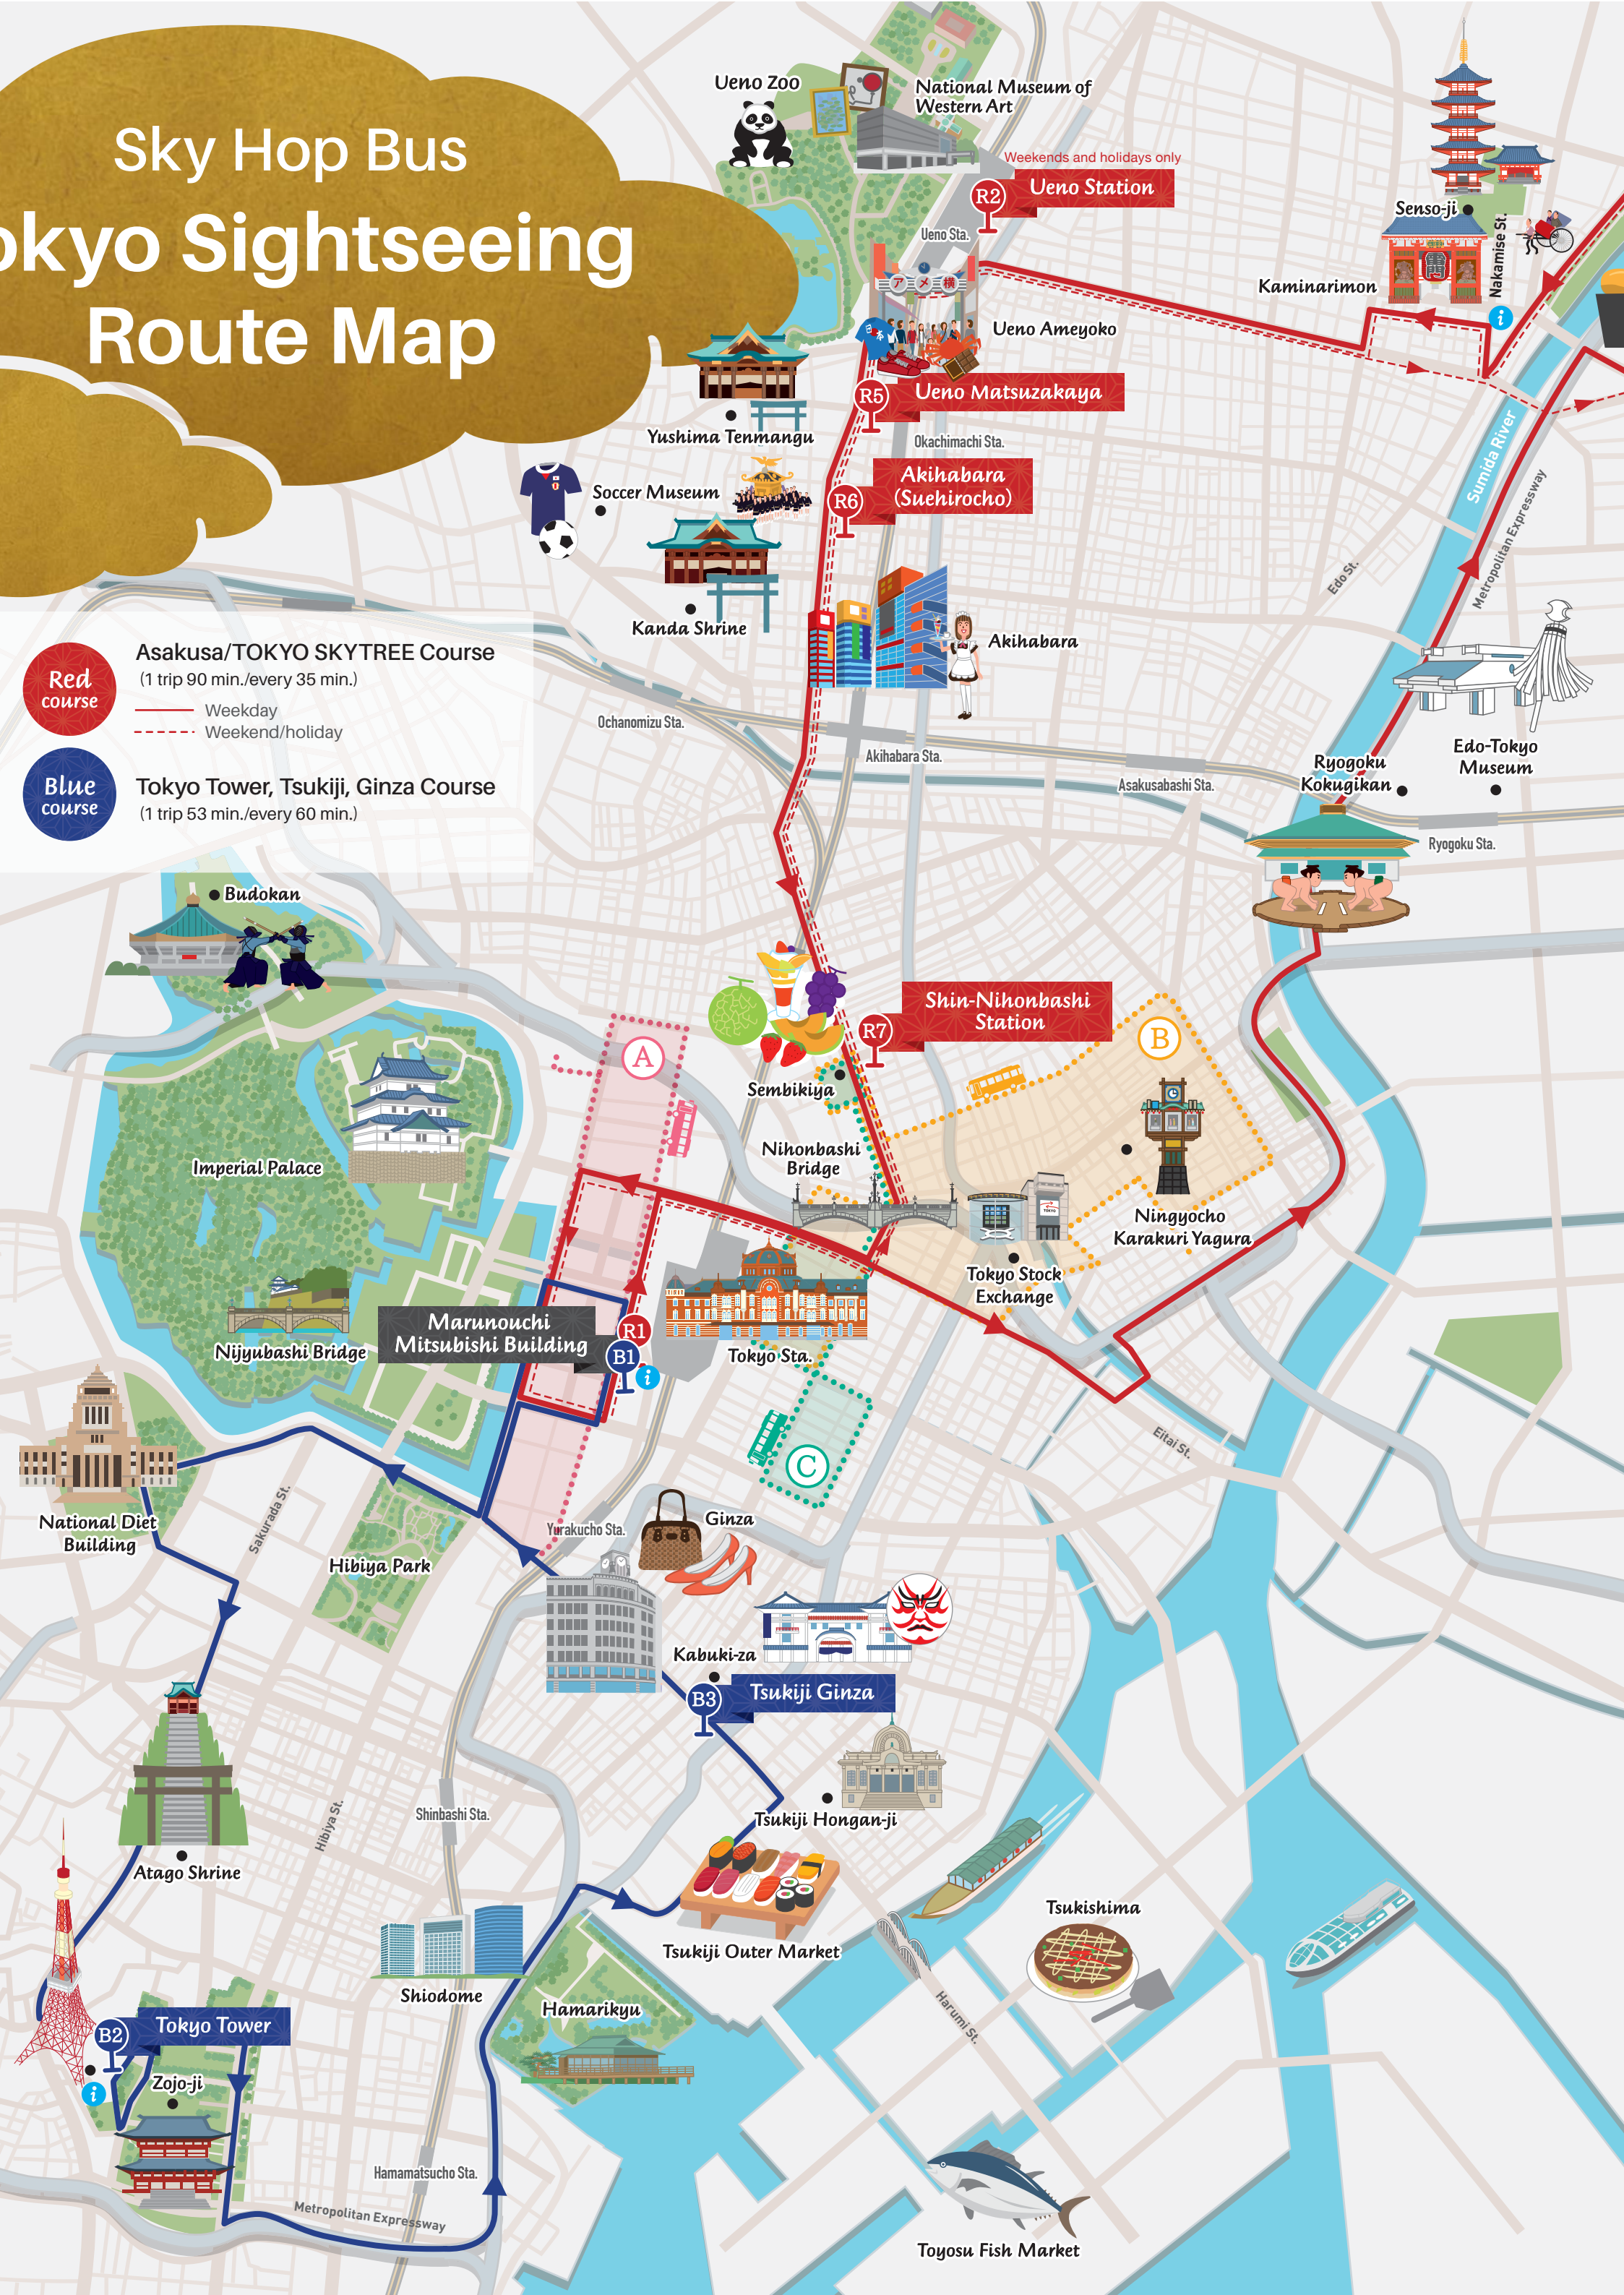 Sky Hop Bus
okyo Sightseeing
Route Map
Red
course
Asakusa/TOKYO SKYTREE Course
(1 trip 90 min./every 35 min.)
Weekday
Weekend/holiday
Blue
course
Tokyo Tower, Tsukiji, Ginza Course
(1 trip 53 min./every 60 min.)
Ueno Zoo
National Museum of
Western Art
Weekends and holidays only
R2
Ueno Station
Ueno Sta.
アメ横
Ueno Ameyoko
Senso-ji
Nakamise St.
Kaminarimon
i
R5
Ueno Matsuzakaya
Yushima Tenmangu
Okachimachi Sta.
Akihabara
(Suehirocho)
R6
Soccer Museum
Kanda Shrine
Akihabara
Sumida River
Metropolitan Expressway
Edo St.
Ochanomizu Sta.
Akihabara Sta.
Asakusabashi Sta.
Edo-Tokyo
Museum
Ryogoku
Kokugikan
Ryogoku Sta.
Budokan
Shin-Nihonbashi
Station
R7
A
B
Sembikiya
Imperial Palace
Nihonbashi
Bridge
Ningyocho
Karakuri Yagura
TOKYO
Tokyo Stock
Exchange
Nijyubashi Bridge
Marunouchi
Mitsubishi Building
R1
B1
i
Tokyo Sta.
C
Eitai St.
National Diet
Building
Sakurada St.
Hibiya Park
Yurakucho Sta.
Ginza
Kabuki-za
B3
Tsukiji Ginza
Tsukiji Hongan-ji
Atago Shrine
Hibiya St.
Shinbashi Sta.
Tsukiji Outer Market
Tsukishima
Shiodome
Hamarikyu
Harumi St.
B2
Tokyo Tower
i
Zojo-ji
Hamamatsucho Sta.
Metropolitan Expressway
Toyosu Fish Market